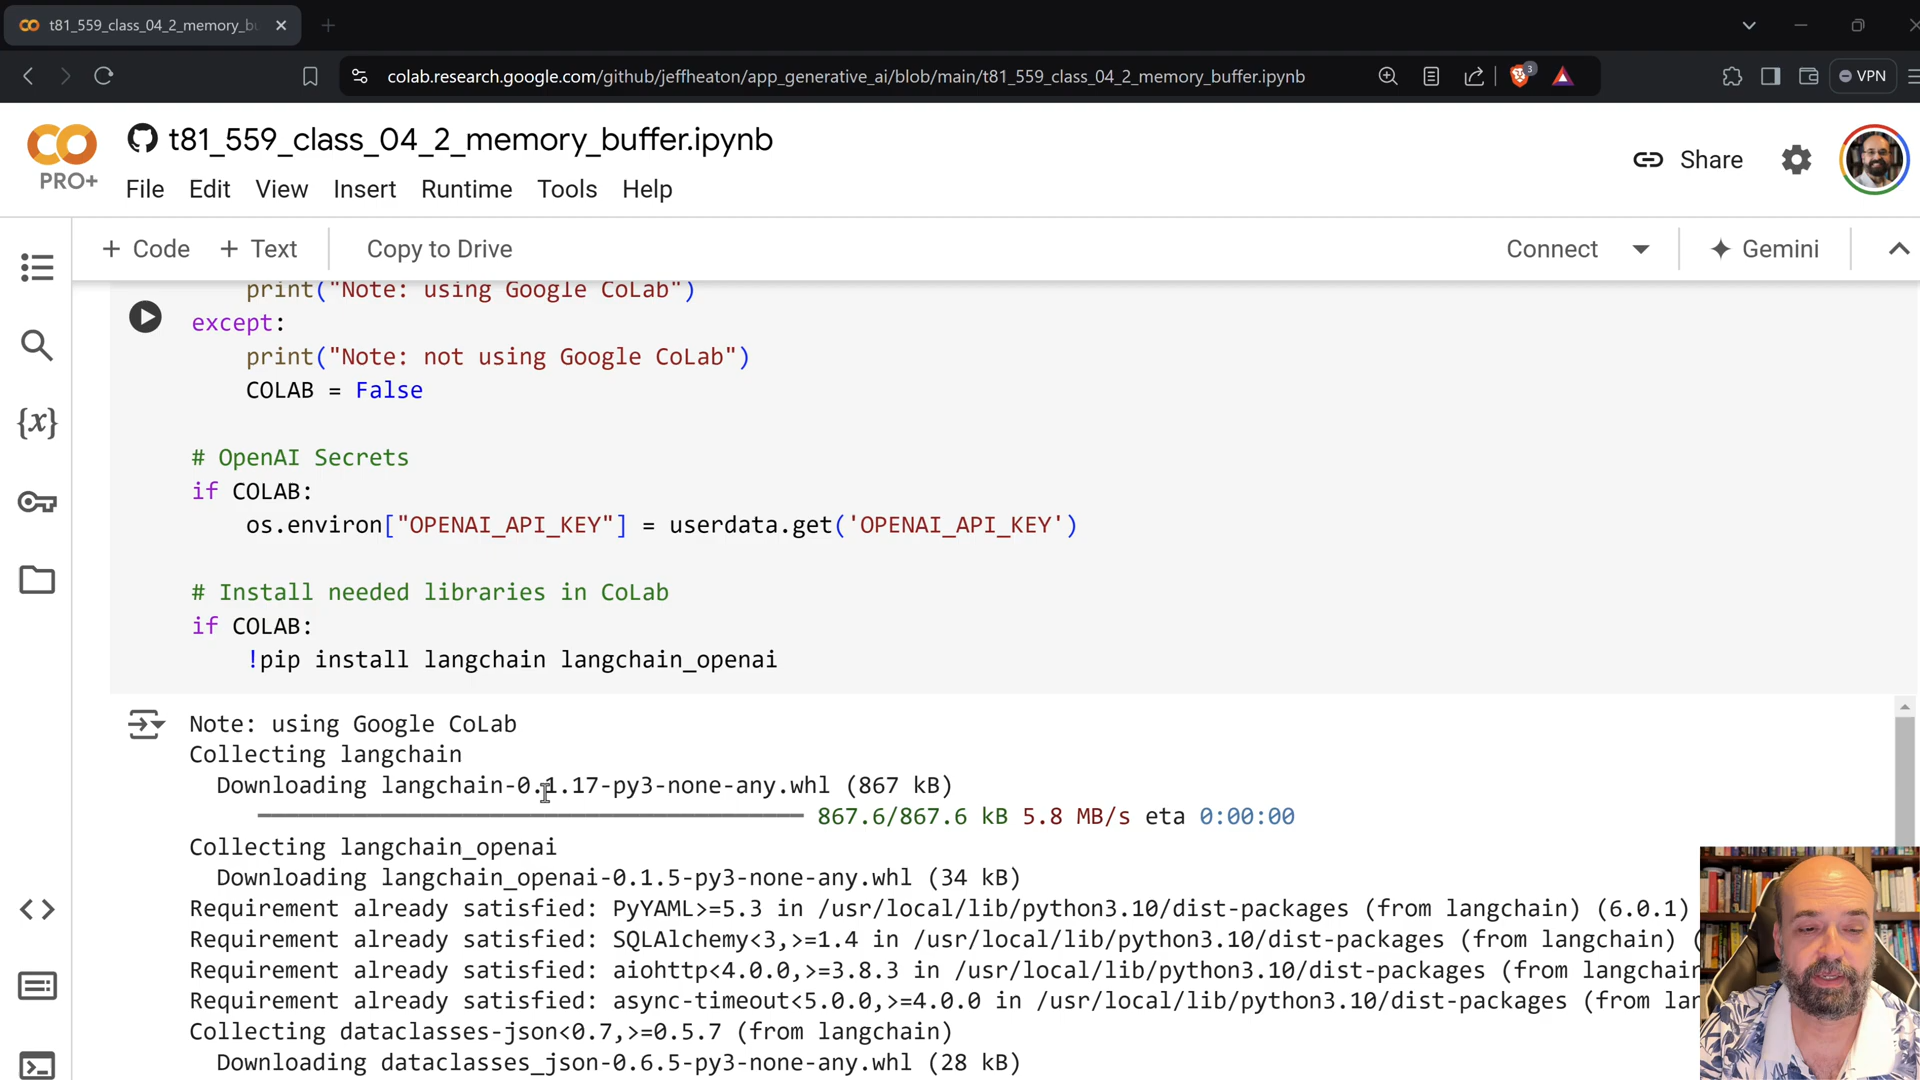 t81_559_class_04_2_memory_bu
colab.research.google.com/github/jeffheaton/app_generative_ai/blob/main/t81_559_class_04_2_memory_buffer.ipynb
3
VPN
t81_559_class_04_2_memory_buffer.ipynb
PRO+
File Edit View Insert Runtime Tools Help
Share
+ Code + Text Copy to Drive
Connect
Gemini
print("Note: using Google CoLab")
except:
print("Note: not using Google CoLab")
COLAB = False
# OpenAI Secrets
if COLAB:
os.environ["OPENAI_API_KEY"] = userdata.get('OPENAI_API_KEY')
# Install needed libraries in CoLab
if COLAB:
!pip install langchain langchain_openai
Note: using Google CoLab
Collecting langchain
Downloading langchain-0.1.17-py3-none-any.whl (867 kB)
867.6/867.6 kB 5.8 MB/s eta 0:00:00
Collecting langchain_openai
Downloading langchain_openai-0.1.5-py3-none-any.whl (34 kB)
Requirement already satisfied: PyYAML>=5.3 in /usr/local/lib/python3.10/dist-packages (from langchain) (6.0.1)
Requirement already satisfied: SQLAlchemy<3,>=1.4 in /usr/local/lib/python3.10/dist-packages (from langchain) (
Requirement already satisfied: aiohttp<4.0.0,>=3.8.3 in /usr/local/lib/python3.10/dist-packages (from langchain
Requirement already satisfied: async-timeout<5.0.0,>=4.0.0 in /usr/local/lib/python3.10/dist-packages (from lan
Collecting dataclasses-json<0.7,>=0.5.7 (from langchain)
Downloading dataclasses_json-0.6.5-py3-none-any.whl (28 kB)